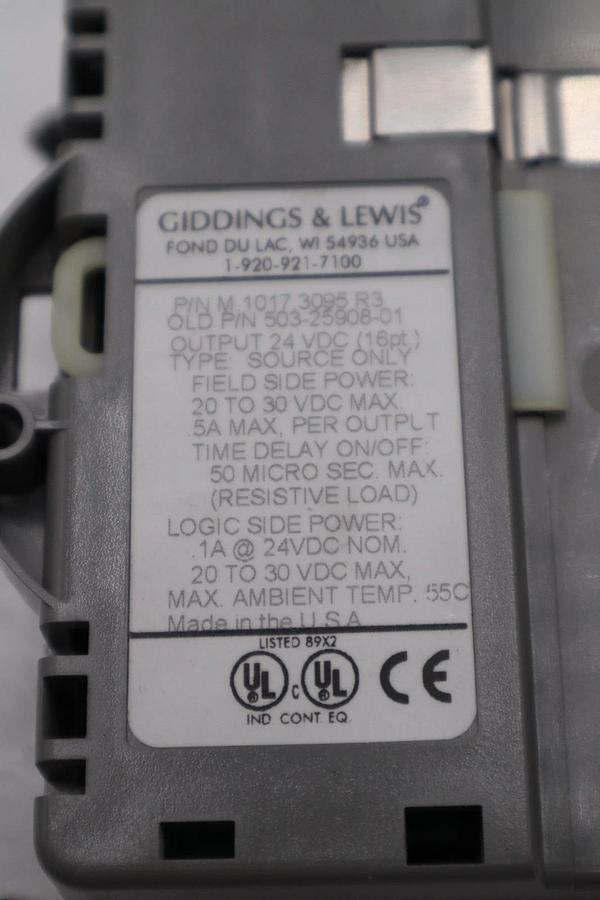 GIDDINGS & LEWIS®
FOND DU LAC, WI 54936 USA
1-920-921-7100
P/N M.1017.3095 R3
OLD P/N 503-25908-01
OUTPUT 24 VDC (16pt.)
TYPE: SOURCE ONLY
FIELD SIDE POWER:
20 TO 30 VDC MAX.
.5A MAX, PER OUTPUT
TIME DELAY ON/OFF:
50 MICRO SEC. MAX.
(RESISTIVE LOAD)
LOGIC SIDE POWER:
.1A @ 24VDC NOM.
20 TO 30 VDC MAX,
MAX. AMBIENT TEMP. 55C
Made in the U.S.A.
LISTED 89X2
UL C UL CE
IND CONT. EQ.